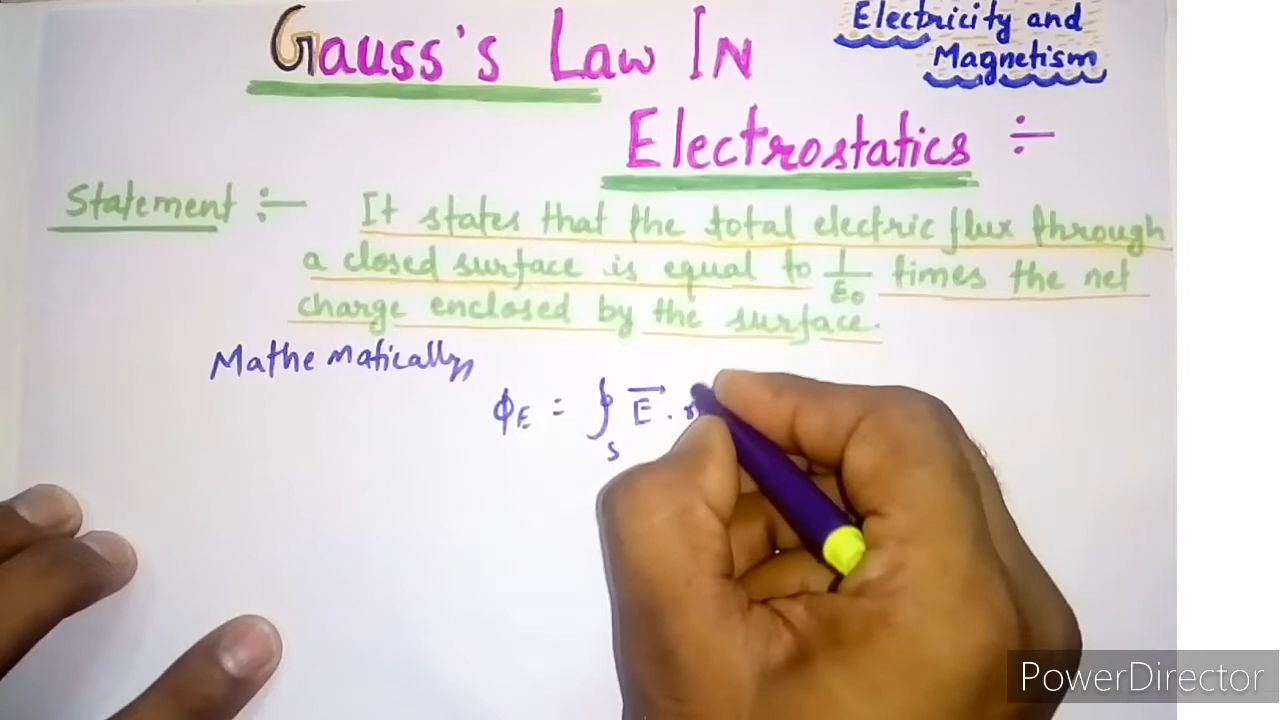 Gauss's Law In
Electrostatics :-
Electricity and
Magnetism
Statement :- It states that the total electric flux through
a closed surface is equal to 1/ε0 times the net
charge enclosed by the surface.
Mathematically
ϕE = ∮S E⃗ .
PowerDirector